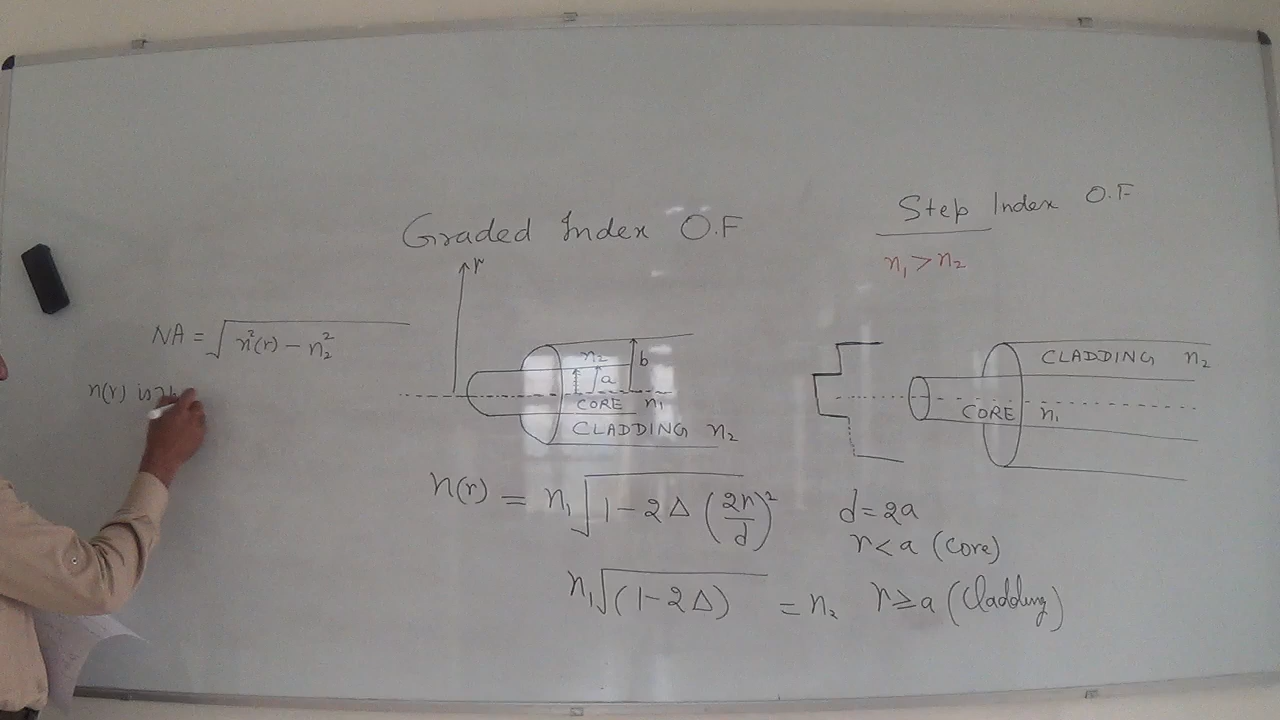 Graded Index O.F
r
NA = √(n²(r) − n₂²)
n(r) is
n₂
a
b
CORE n₁
CLADDING n₂
n(r) = n₁ √(1 − 2Δ (2r/d)²)
n₁ √(1 − 2Δ) = n₂
Step Index O.F
n₁ > n₂
CLADDING n₂
CORE n₁
d = 2a
r < a (Core)
r ≥ a (Cladding)